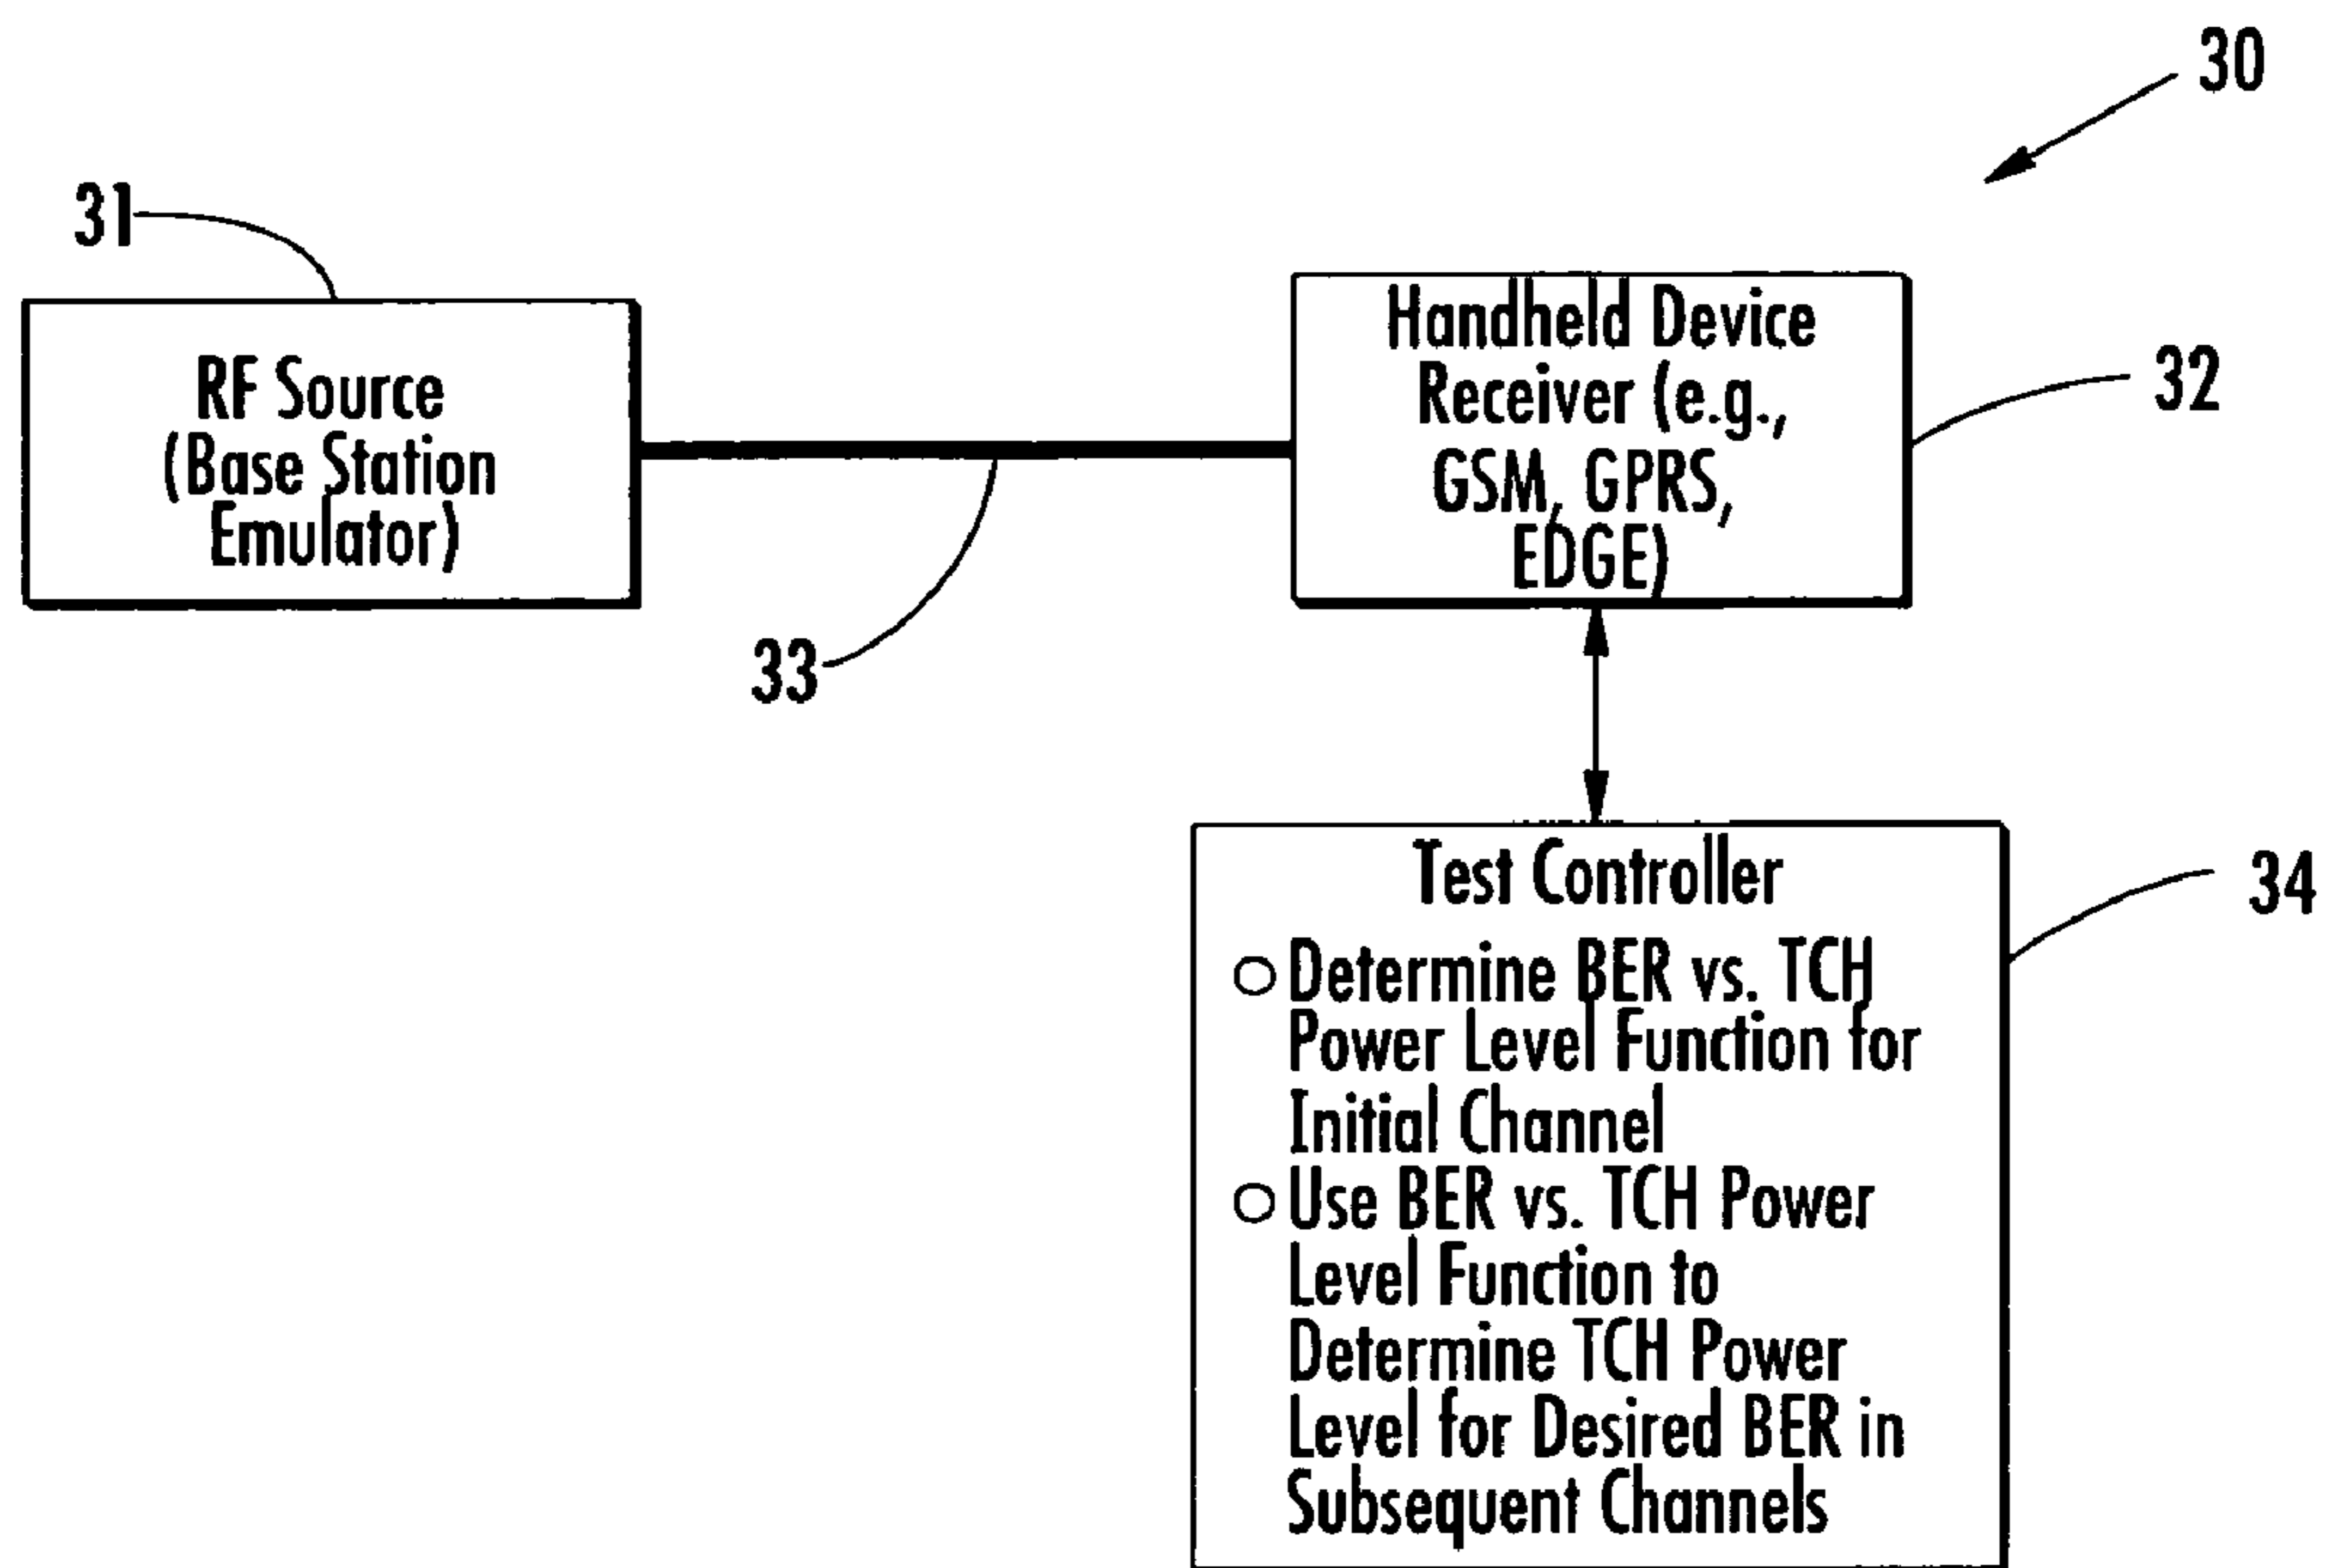 30
31
RF Source
(Base Station
Emulator)
33
Handheld Device
Receiver (e.g.,
GSM, GPRS,
EDGE)
32
Test Controller
○ Determine BER vs. TCH
Power Level Function for
Initial Channel
○ Use BER vs. TCH Power
Level Function to
Determine TCH Power
Level for Desired BER in
Subsequent Channels
34